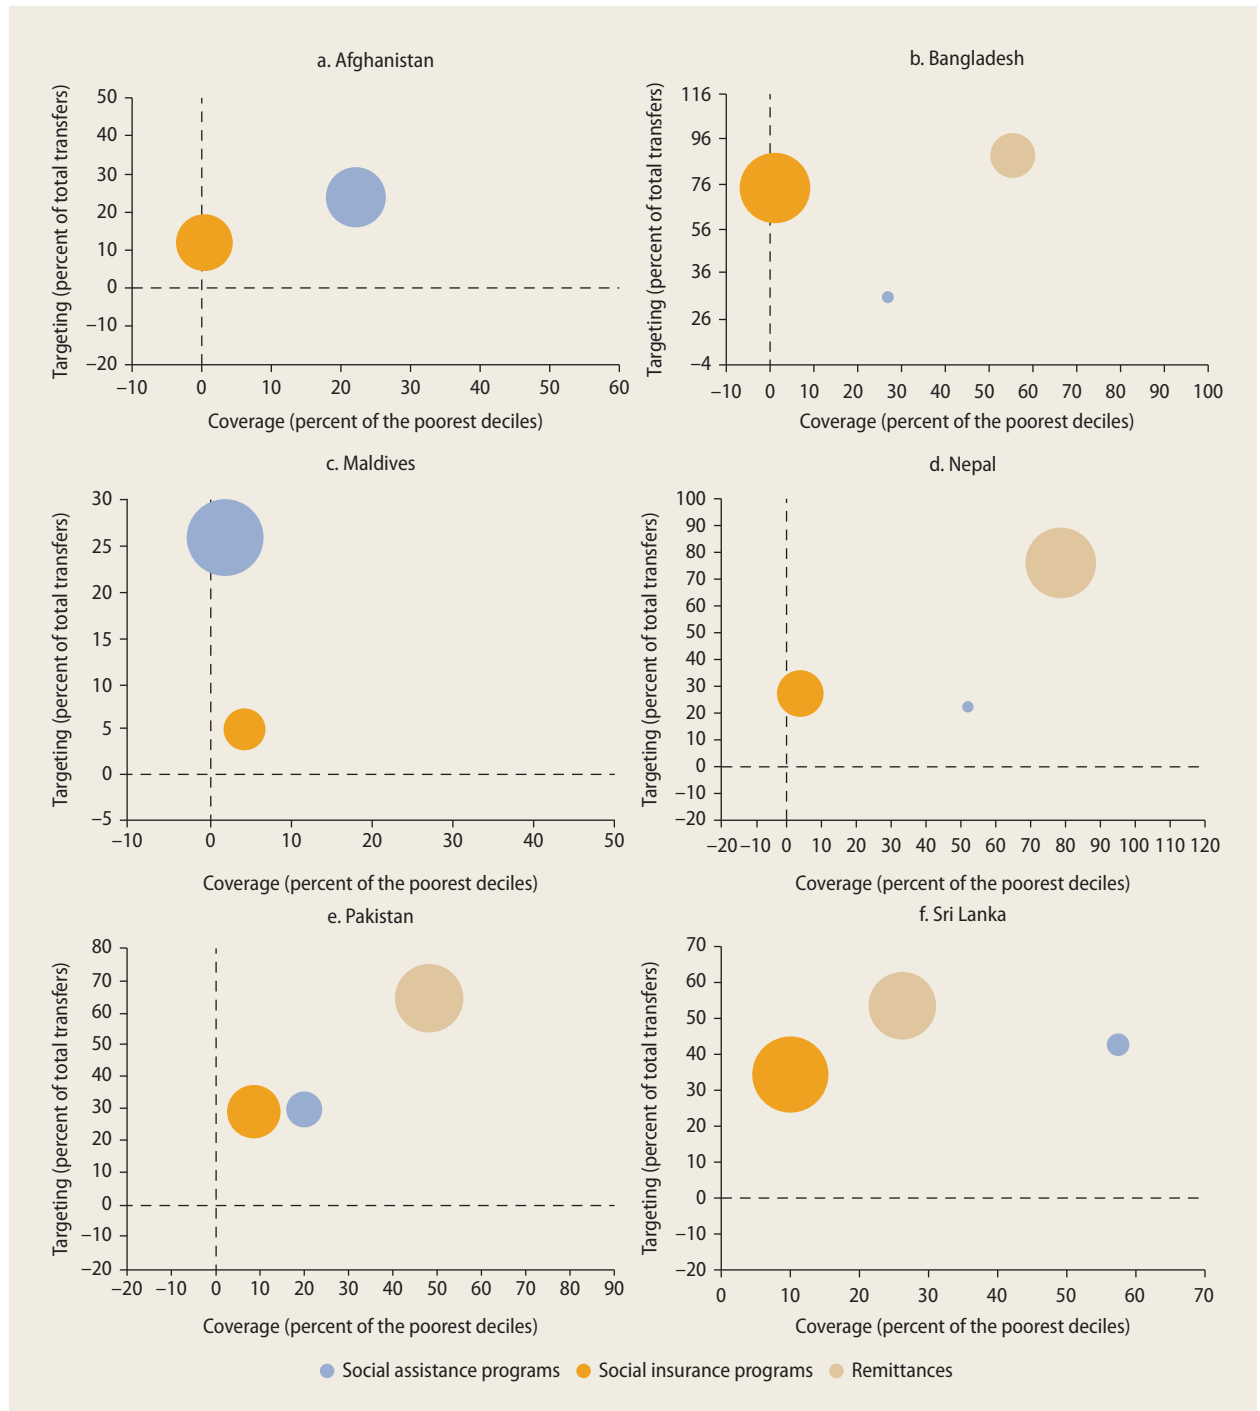 a. Afghanistan
Targeting (percent of total transfers)
50
40
30
20
10
0
−10
−20
−10 0 10 20 30 40 50 60
Coverage (percent of the poorest deciles)
b. Bangladesh
Targeting (percent of total transfers)
116
96
76
56
36
26
−4
−10 0 10 20 30 40 50 60 70 80 90 100
Coverage (percent of the poorest deciles)
c. Maldives
Targeting (percent of total transfers)
30
25
20
15
10
5
0
−5
−10 0 10 20 30 40 50
Coverage (percent of the poorest deciles)
d. Nepal
Targeting (percent of total transfers)
100
90
80
70
60
50
40
30
20
10
0
−10
−20
−20 −10 0 10 20 30 40 50 60 70 80 90 100 110 120
Coverage (percent of the poorest deciles)
e. Pakistan
Targeting (percent of total transfers)
80
70
60
50
40
30
20
10
0
−10
−20
−20 −10 0 10 20 30 40 50 60 70 80 90
Coverage (percent of the poorest deciles)
f. Sri Lanka
Targeting (percent of total transfers)
70
60
50
40
30
20
10
0
−10
−20
0 10 20 30 40 50 60 70
Coverage (percent of the poorest deciles)
Social assistance programs Social insurance programs Remittances